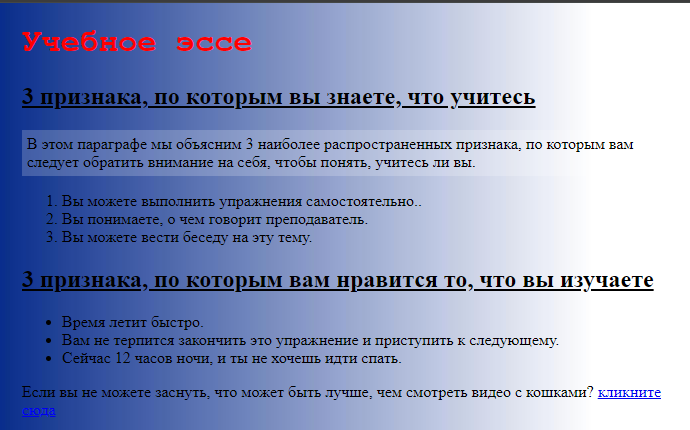 Учебное эссе
3 признака, по которым вы знаете, что учитесь
В этом параграфе мы объясним 3 наиболее распространенных признака, по которым вам
следует обратить внимание на себя, чтобы понять, учитесь ли вы.
1. Вы можете выполнить упражнения самостоятельно..
2. Вы понимаете, о чем говорит преподаватель.
3. Вы можете вести беседу на эту тему.
3 признака, по которым вам нравится то, что вы изучаете
• Время летит быстро.
• Вам не терпится закончить это упражнение и приступить к следующему.
• Сейчас 12 часов ночи, и ты не хочешь идти спать.
Если вы не можете заснуть, что может быть лучше, чем смотреть видео с кошками? кликните
сюда